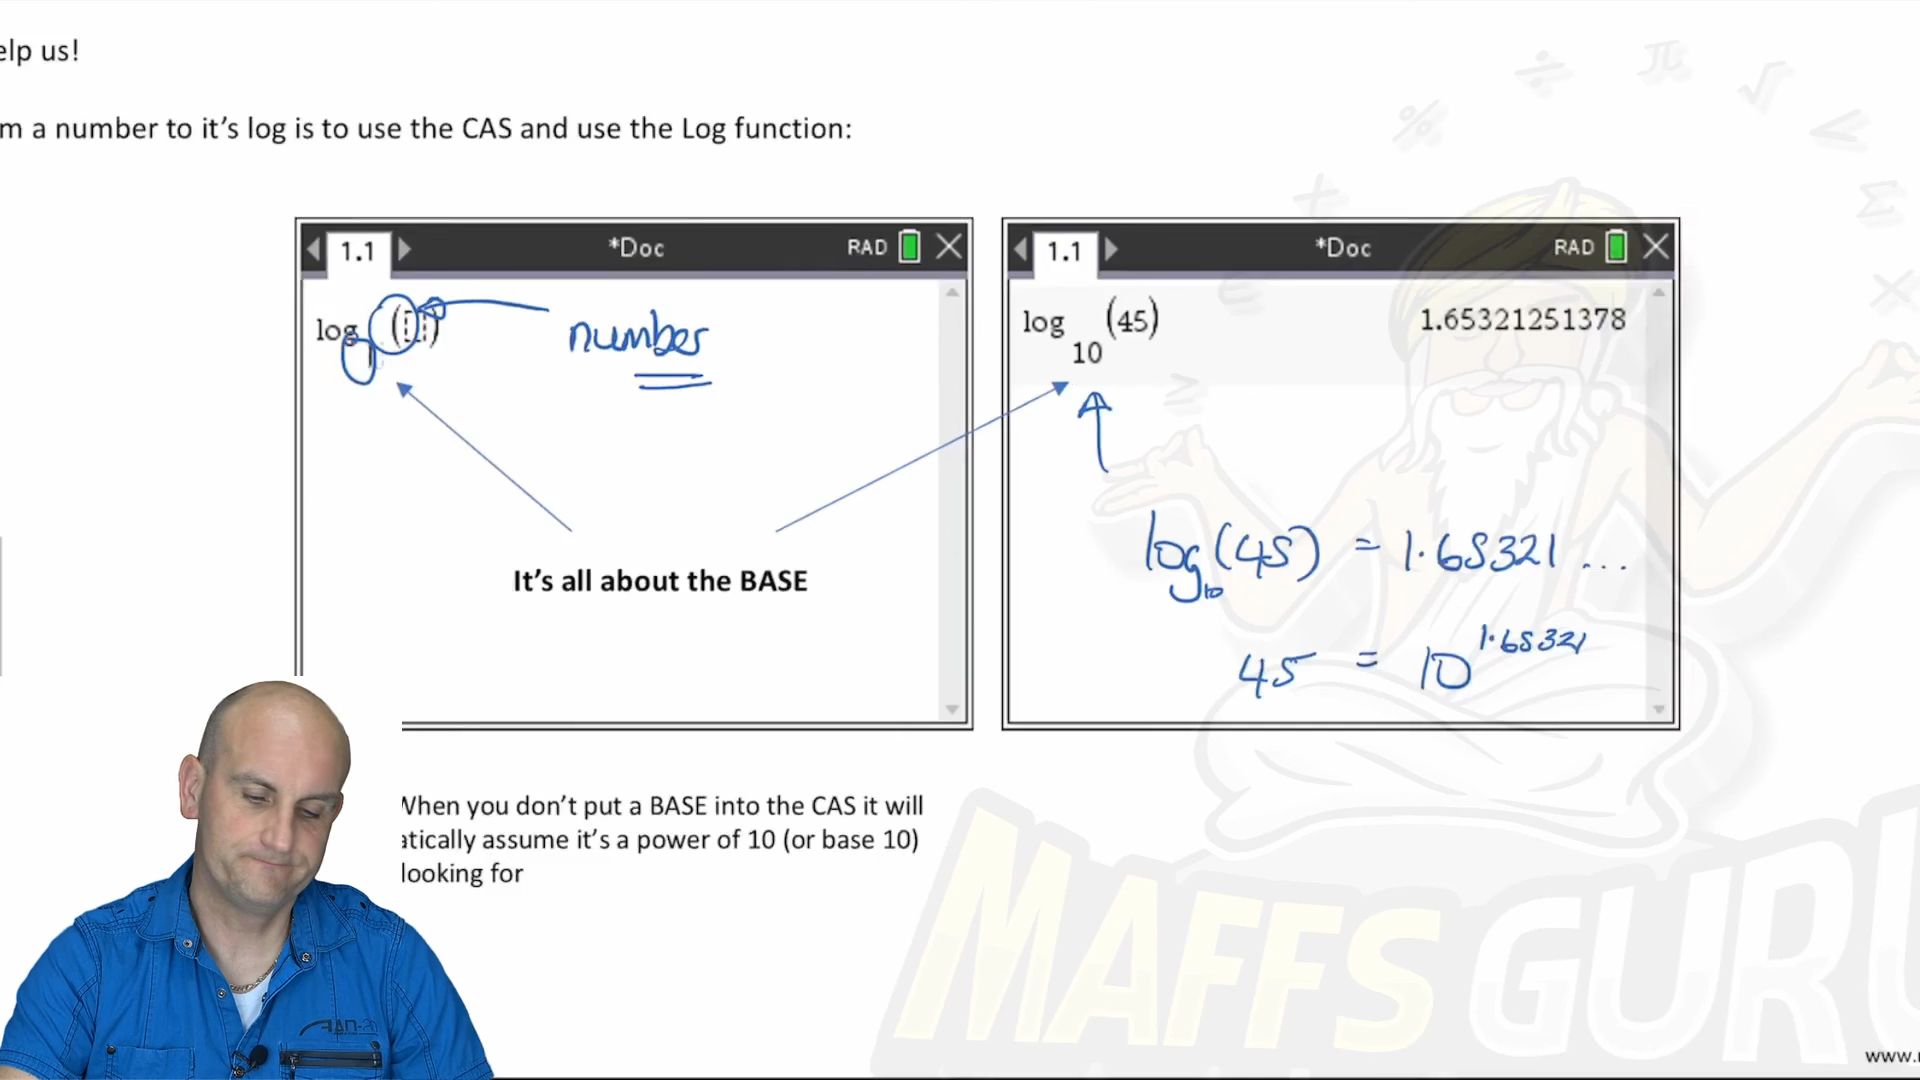 elp us!
m a number to it's log is to use the CAS and use the Log function:
1.1 *Doc RAD
log ( )
number
1.1 *Doc RAD
log 10 (45) 1.65321251378
log10(45) = 1.65321...
45 = 10^1.65321
It's all about the BASE
When you don't put a BASE into the CAS it will
atically assume it's a power of 10 (or base 10)
looking for
MAFFS GURU
www.